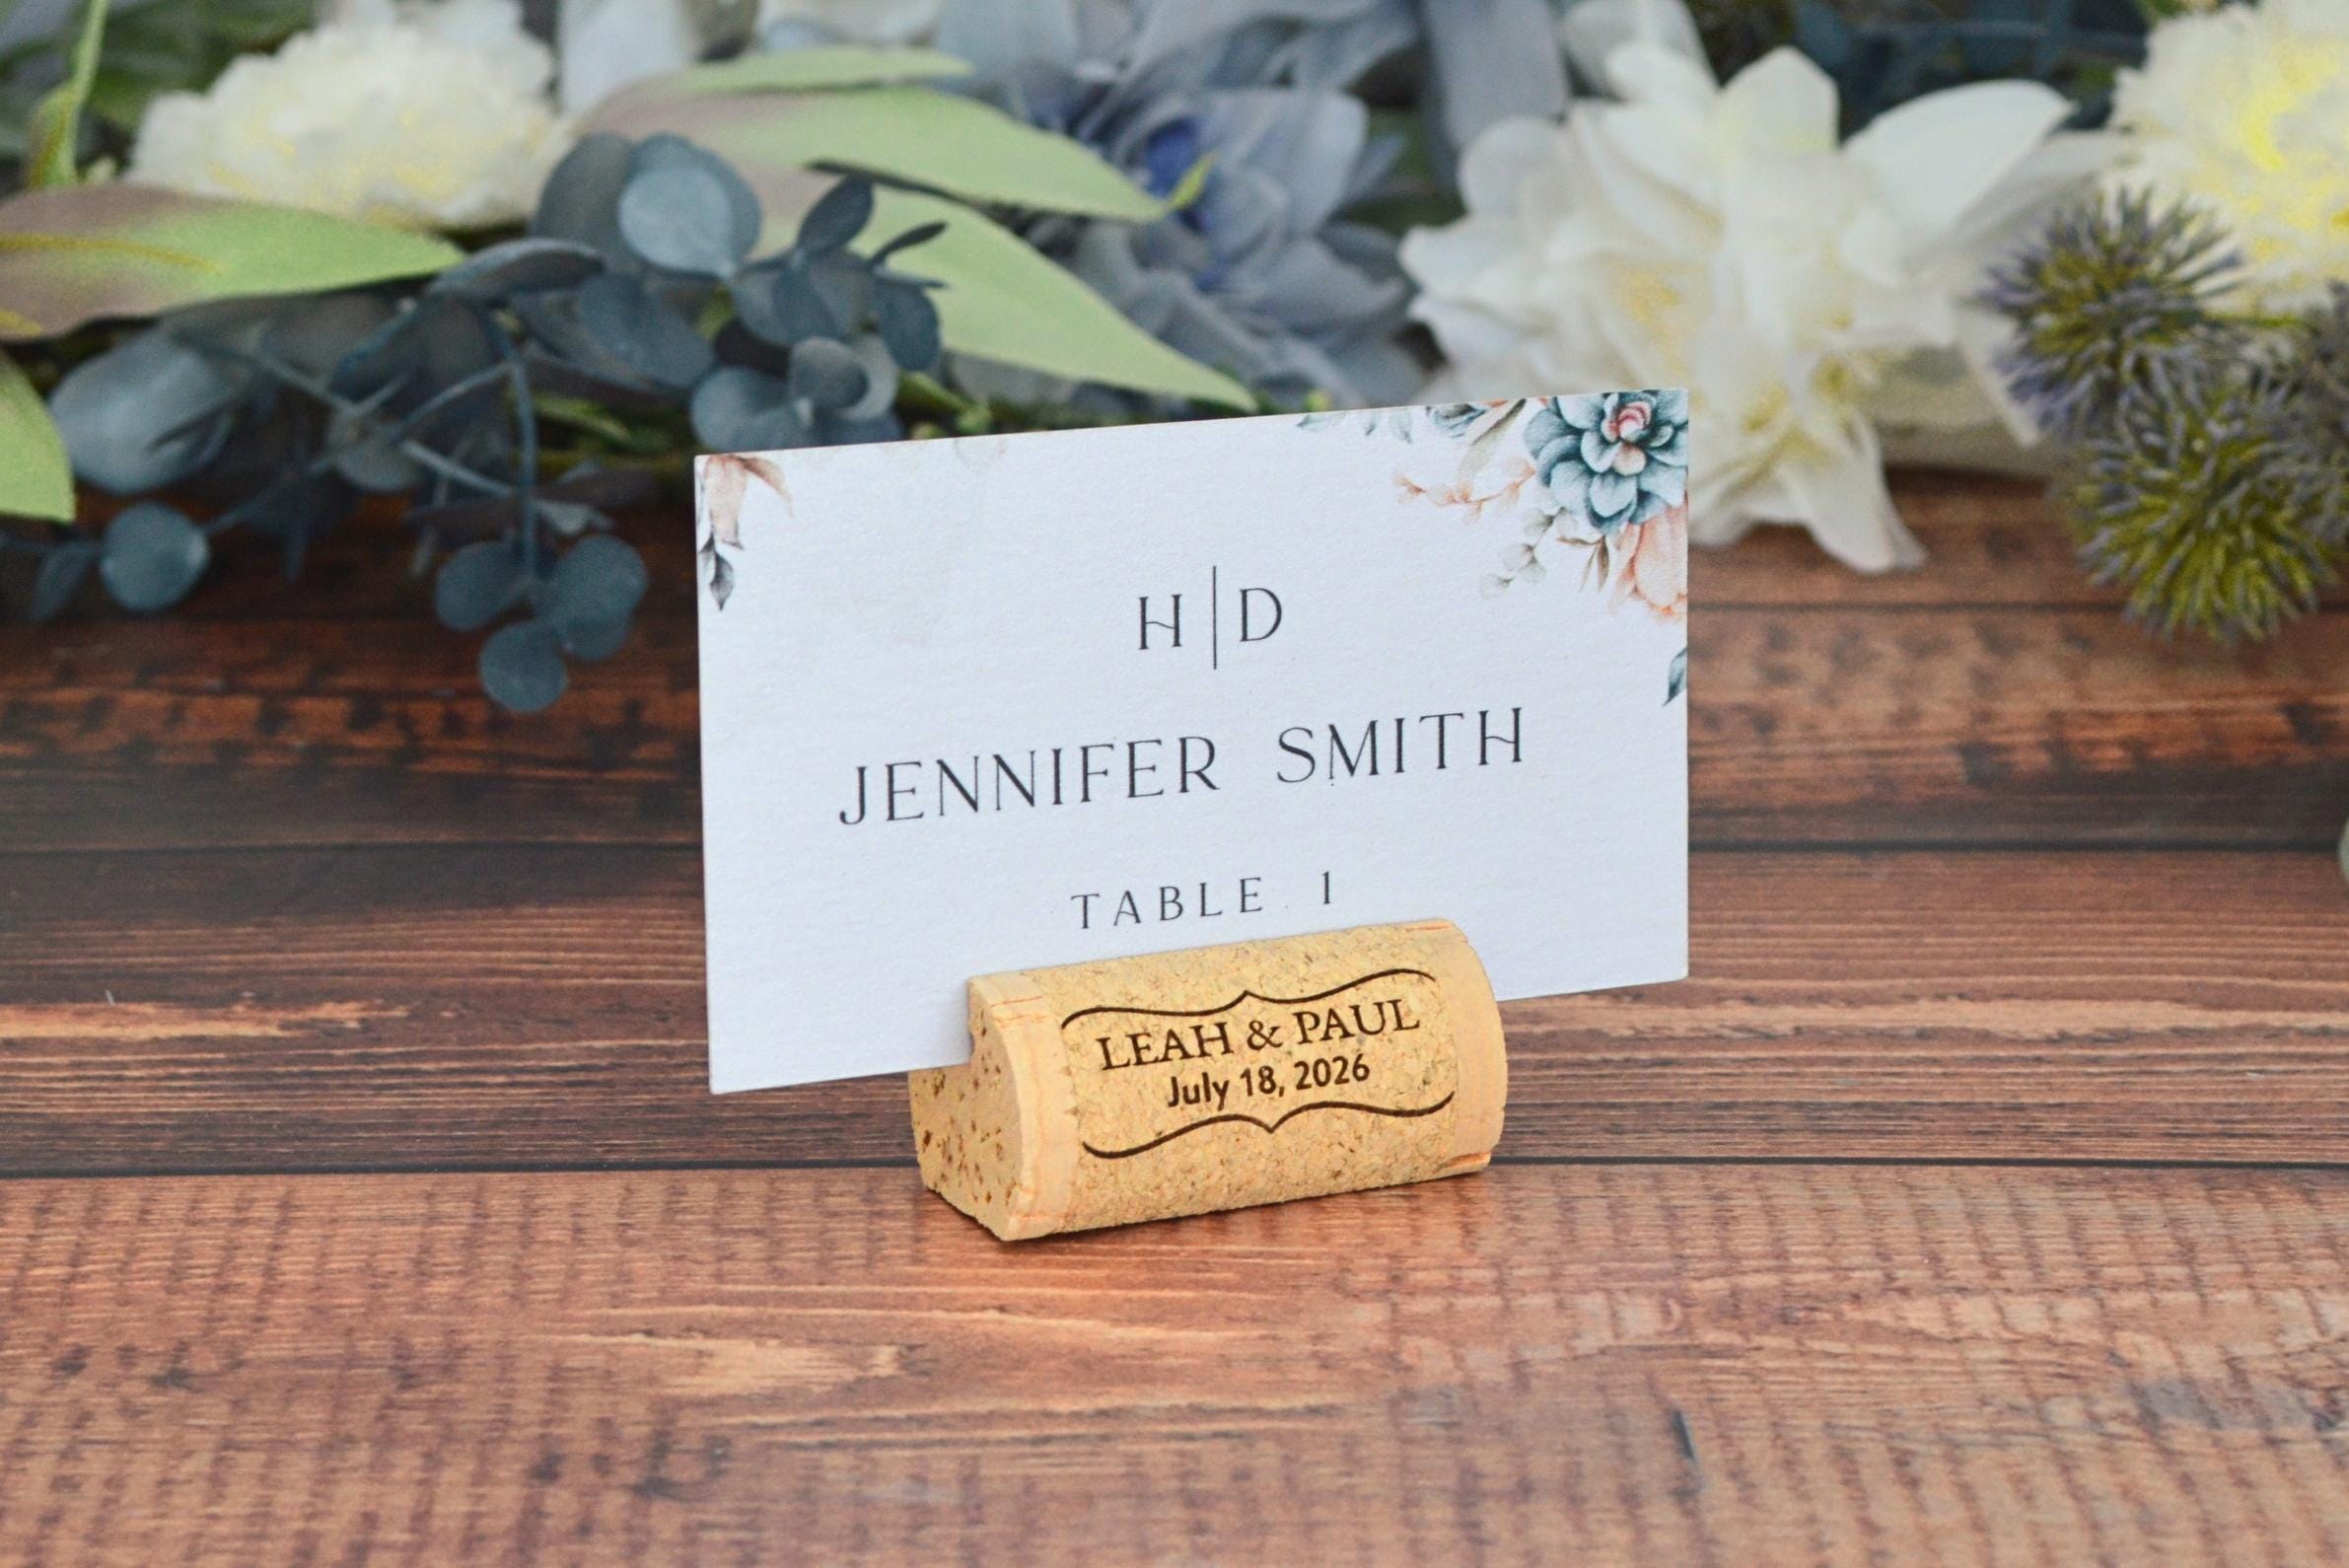 H|D
JENNIFER SMITH
TABLE 1
LEAH & PAUL
July 18, 2026